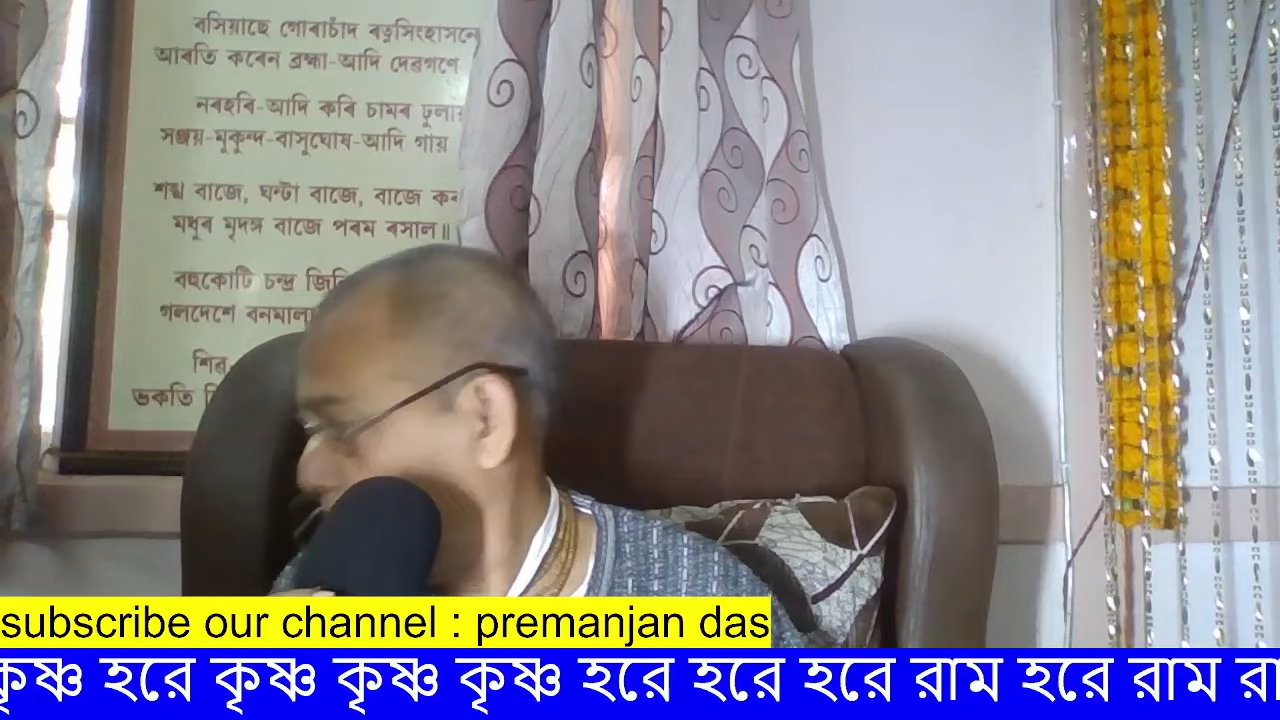 বসিয়াছে গোৰাচাঁদ ৰত্নসিংহাসনে
আৰতি কৰেন ব্ৰহ্মা-আদি দেৱগণে
নৰহৰি-আদি কৰি চামৰ ঢুলায়
সঞ্জয়-মুকুন্দ-বাসুঘোষ-আদি গায়
শঙ্খ বাজে, ঘন্টা বাজে, বাজে
মধুৰ মৃদঙ্গ বাজে পৰম ৰসাল॥
বহুকোটি চন্দ্ৰ
গলদেশে বনমালা
শিৱ
ভকতি
subscribe our channel : premanjan das
কৃষ্ণ হরে কৃষ্ণ কৃষ্ণ কৃষ্ণ হরে হরে হরে রাম হরে রাম রা